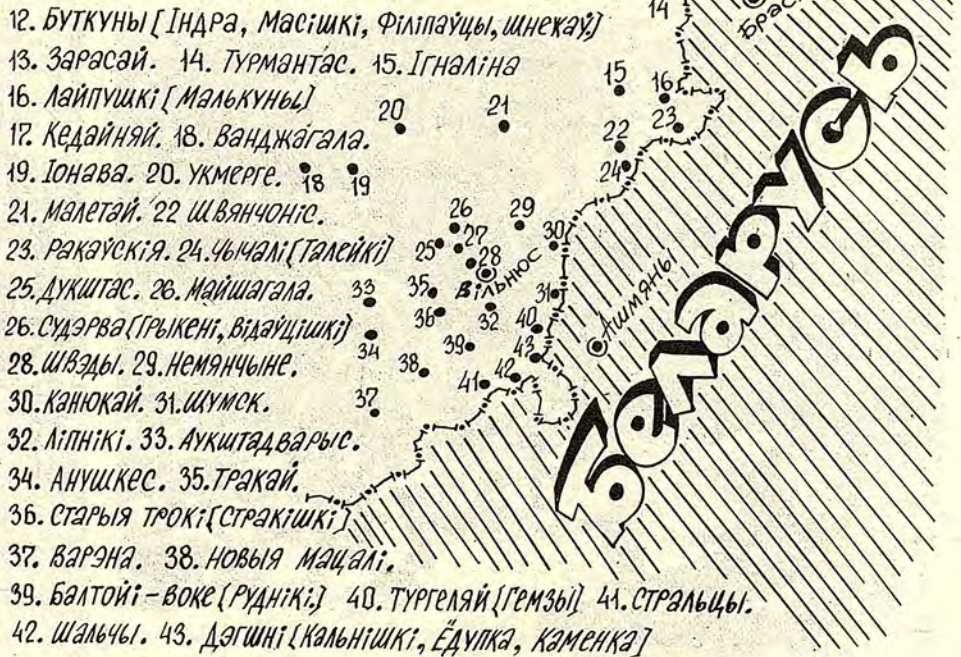 12. Буткуны [Індра, Масішкі, Філіпаўцы, Шнекаў.]
13. Зарасай. 14. Турмантас. 15. Ігналіна
16. Лайпушкі [Малькуны]
17. Кедайняй. 18. Ванджагала.
19. Іонава. 20. Укмерге.
21. Малетай. 22 Швянчоніс.
23. Ракаўскія. 24. Чычалі [Талейкі]
25. Дукштас. 26. Майшагала.
26. Судэрва [Грыкені, Відаўцішкі]
28. Швэды. 29. Немянчыне.
30. Канюкай. 31. Шумск.
32. Ліпнікі. 33. Аукштадварыс.
34. Анушкес. 35. Тракай.
36. Старыя Трокі [Стракішкі]
37. Варэна. 38. Новыя Мацалі.
39. Балтойі-Воке [Руднікі.] 40. Тургеляй [Гемзы] 41. Стральцы.
42. Шальчы. 43. Дэгшні [Кальнішкі, Ёдупка, Каменка]
14
Брас
15
16
20
21
23
22
24
18
19
26
29
25
27
30
28
Вільнюс
33
35
31
36
32
40
Ашмяны
34
39
43
38
42
41
37
Беларусь